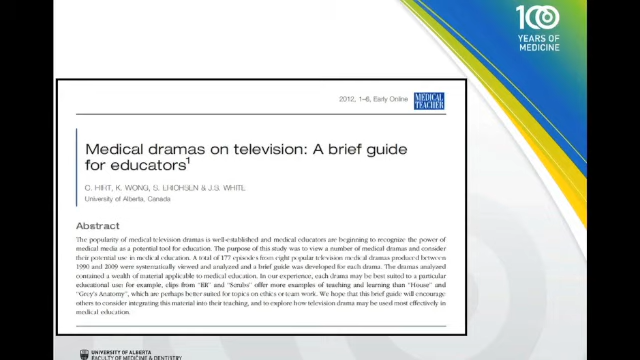 100
YEARS OF
MEDICINE
2012, 1–6, Early Online
MEDICAL
TEACHER
Medical dramas on television: A brief guide
for educators¹
C. HIRT, K. WONG, S. ERICHSEN & J.S. WHITE
University of Alberta, Canada
Abstract
The popularity of medical television dramas is well-established and medical educators are beginning to recognize the power of
medical media as a potential tool for education. The purpose of this study was to view a number of medical dramas and consider
their potential use in medical education. A total of 177 episodes from eight popular television medical dramas produced between
1990 and 2009 were systematically viewed and analyzed and a brief guide was developed for each drama. The dramas analyzed
contained a wealth of material applicable to medical education. In our experience, each drama may be best suited to a particular
educational use: for example, clips from "ER" and "Scrubs" offer more examples of teaching and learning than "House" and
"Grey's Anatomy", which are perhaps better suited for topics on ethics or team work. We hope that this brief guide will encourage
others to consider integrating this material into their teaching, and to explore how television drama may be used most effectively in
medical education.
UNIVERSITY OF ALBERTA
FACULTY OF MEDICINE & DENTISTRY